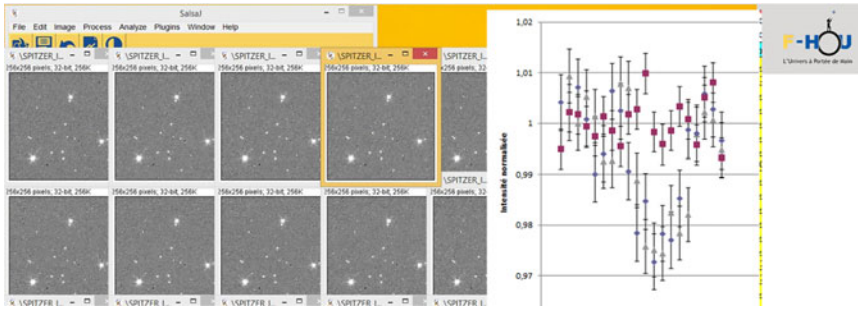 SalsaJ
File Edit Image Process Analyze Plugins Window Help
\SPITZER_I...
\SPITZER_I...
\SPITZER_I...
\SPITZER_I...
\SPITZER_I...
256x256 pixels; 32-bit; 256K
256x256 pixels; 32-bit; 256K
256x256 pixels; 32-bit; 256K
256x256 pixels; 32-bit; 256K
256x256 pixels; 32
\SPITZER_I...
256x256 pixels; 32-bit; 256K
256x256 pixels; 32-bit; 256K
256x256 pixels; 32-bit; 256K
256x256 pixels; 32-bit; 256K
256x256 pixels; 32
\SPITZER_I...
\SPITZER_I...
\SPITZER_I...
\SPITZER_I...
\SPITZER_I...
Intensité normalisée
1,02
1,01
1
0,99
0,98
0,97
F-HOU
L'Univers à Portée de Main